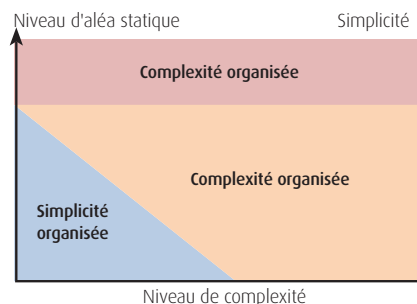 Niveau d'aléa statique Simplicité
Complexité organisée
Complexité organisée
Simplicité
organisée
Niveau de complexité